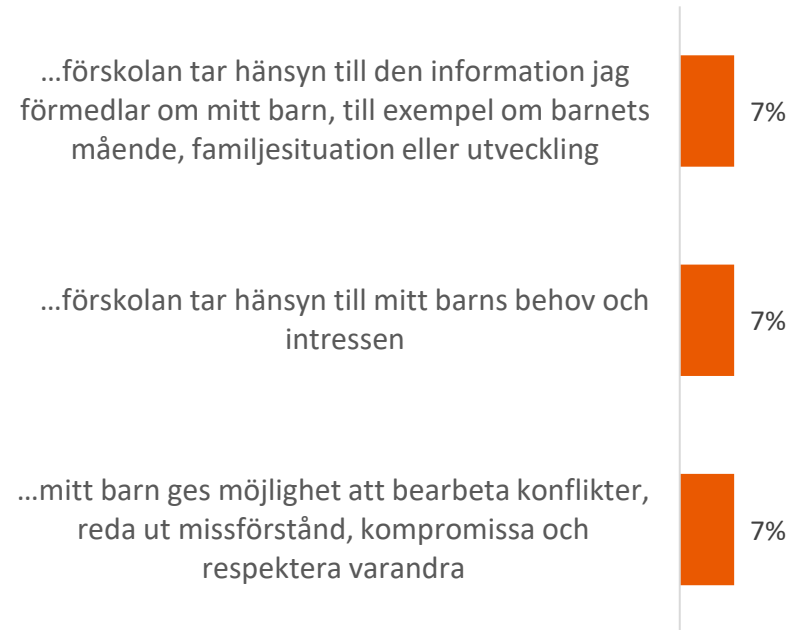 ...förskolan tar hänsyn till den information jag
förmedlar om mitt barn, till exempel om barnets
mående, familjesituation eller utveckling
7%
...förskolan tar hänsyn till mitt barns behov och
intressen
7%
...mitt barn ges möjlighet att bearbeta konflikter,
reda ut missförstånd, kompromissa och
respektera varandra
7%